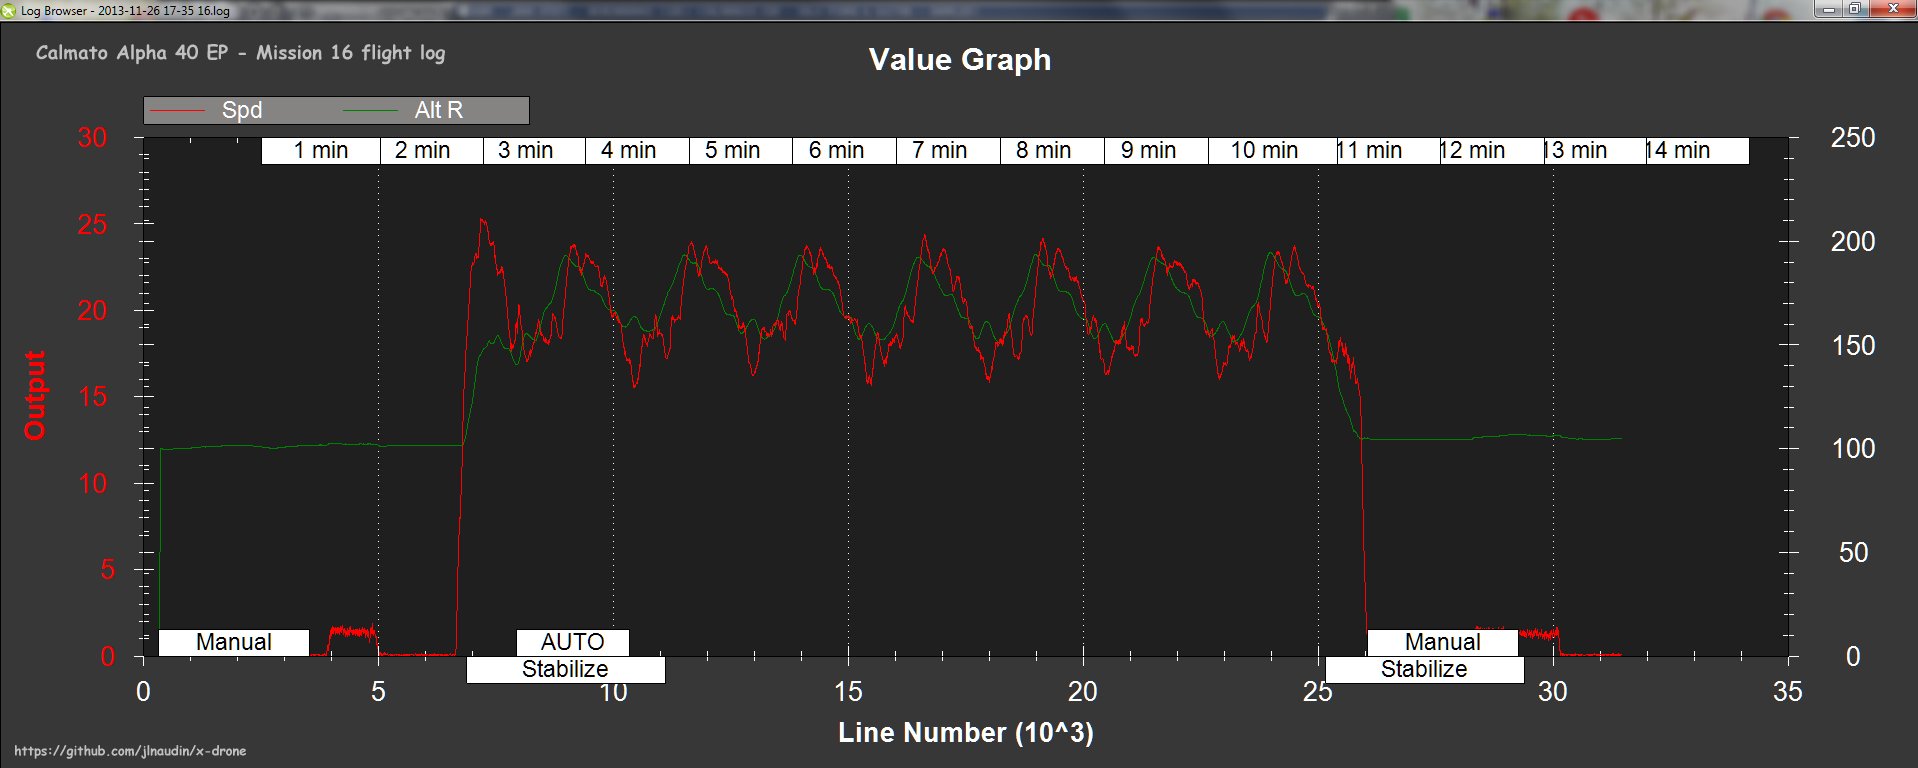 Log Browser - 2013-11-26 17-35 16.log
Calmato Alpha 40 EP - Mission 16 flight log
Value Graph
Spd Alt R
30 1 min 2 min 3 min 4 min 5 min 6 min 7 min 8 min 9 min 10 min 11 min 12 min 13 min 14 min 250
25 200
20
150
15
Output
100
10
5 50
Manual AUTO Manual
0 0
Stabilize Stabilize
0 5 10 15 20 25 30 35
Line Number (10^3)
https://github.com/jlnaudin/x-drone